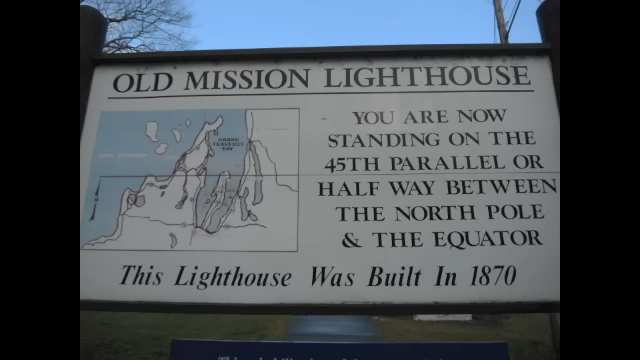 OLD MISSION LIGHTHOUSE
GRAND
TRAVERSE
BAY
YOU ARE NOW
STANDING ON THE
45TH PARALLEL OR
HALF WAY BETWEEN
THE NORTH POLE
& THE EQUATOR
This Lighthouse Was Built In 1870